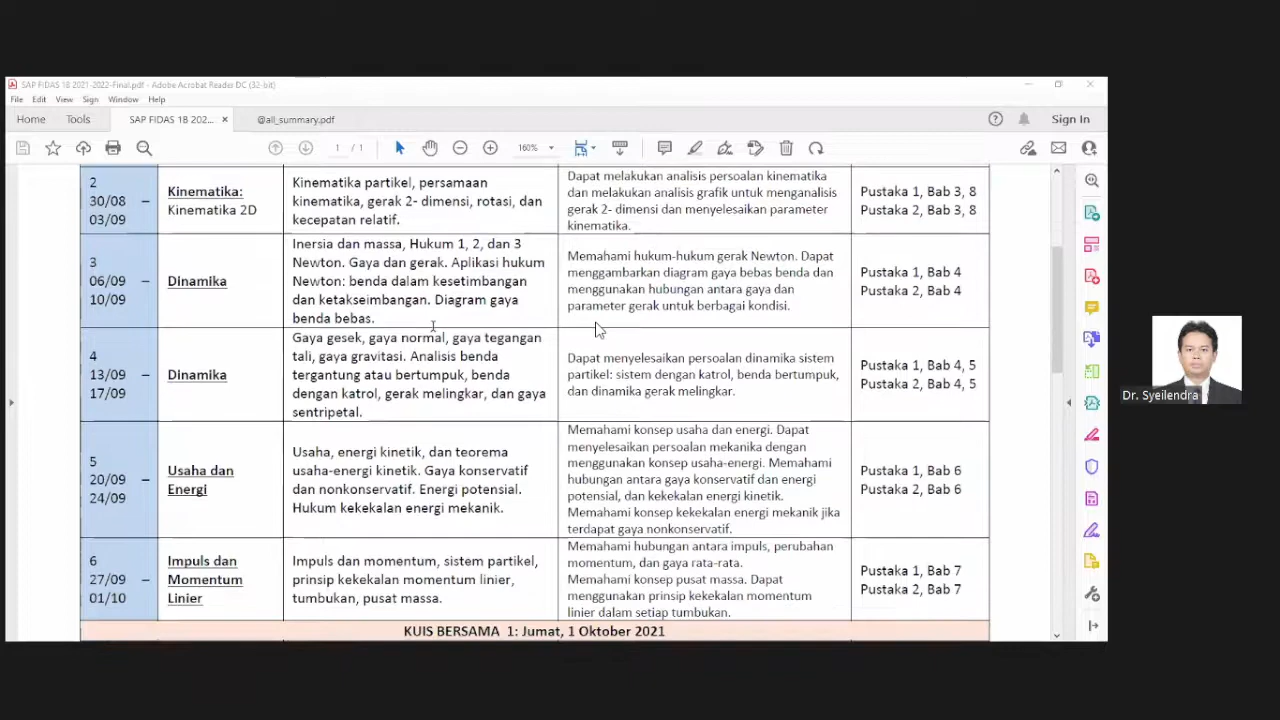 SAP FIDAS 18 2021-2022-Final.pdf - Adobe Acrobat Reader DC (32-bit)
File Edit View Sign Window Help
Home Tools SAP FIDAS 18 202... × @all_summary.pdf Sign In
1 / 1 160%
2
30/08 –
03/09
Kinematika:
Kinematika 2D
Kinematika partikel, persamaan
kinematika, gerak 2- dimensi, rotasi, dan
kecepatan relatif.
Dapat melakukan analisis persoalan kinematika
dan melakukan analisis grafik untuk menganalisis
gerak 2- dimensi dan menyelesaikan parameter
kinematika.
Pustaka 1, Bab 3, 8
Pustaka 2, Bab 3, 8
3
06/09 –
10/09
Dinamika
Inersia dan massa, Hukum 1, 2, dan 3
Newton. Gaya dan gerak. Aplikasi hukum
Newton: benda dalam kesetimbangan
dan ketakseimbangan. Diagram gaya
benda bebas.
Memahami hukum-hukum gerak Newton. Dapat
menggambarkan diagram gaya bebas benda dan
menggunakan hubungan antara gaya dan
parameter gerak untuk berbagai kondisi.
Pustaka 1, Bab 4
Pustaka 2, Bab 4
4
13/09 –
17/09
Dinamika
Gaya gesek, gaya normal, gaya tegangan
tali, gaya gravitasi. Analisis benda
tergantung atau bertumpuk, benda
dengan katrol, gerak melingkar, dan gaya
sentripetal.
Dapat menyelesaikan persoalan dinamika sistem
partikel: sistem dengan katrol, benda bertumpuk,
dan dinamika gerak melingkar.
Pustaka 1, Bab 4, 5
Pustaka 2, Bab 4, 5
5
20/09 –
24/09
Usaha dan
Energi
Usaha, energi kinetik, dan teorema
usaha-energi kinetik. Gaya konservatif
dan nonkonservatif. Energi potensial.
Hukum kekekalan energi mekanik.
Memahami konsep usaha dan energi. Dapat
menyelesaikan persoalan mekanika dengan
menggunakan konsep usaha-energi. Memahami
hubungan antara gaya konservatif dan energi
potensial, dan kekekalan energi kinetik.
Memahami konsep kekekalan energi mekanik jika
terdapat gaya nonkonservatif.
Pustaka 1, Bab 6
Pustaka 2, Bab 6
6
27/09 –
01/10
Impuls dan
Momentum
Linier
Impuls dan momentum, sistem partikel,
prinsip kekekalan momentum linier,
tumbukan, pusat massa.
Memahami hubungan antara impuls, perubahan
momentum, dan gaya rata-rata.
Memahami konsep pusat massa. Dapat
menggunakan prinsip kekekalan momentum
linier dalam setiap tumbukan.
Pustaka 1, Bab 7
Pustaka 2, Bab 7
KUIS BERSAMA 1: Jumat, 1 Oktober 2021
Dr. Syeilendra